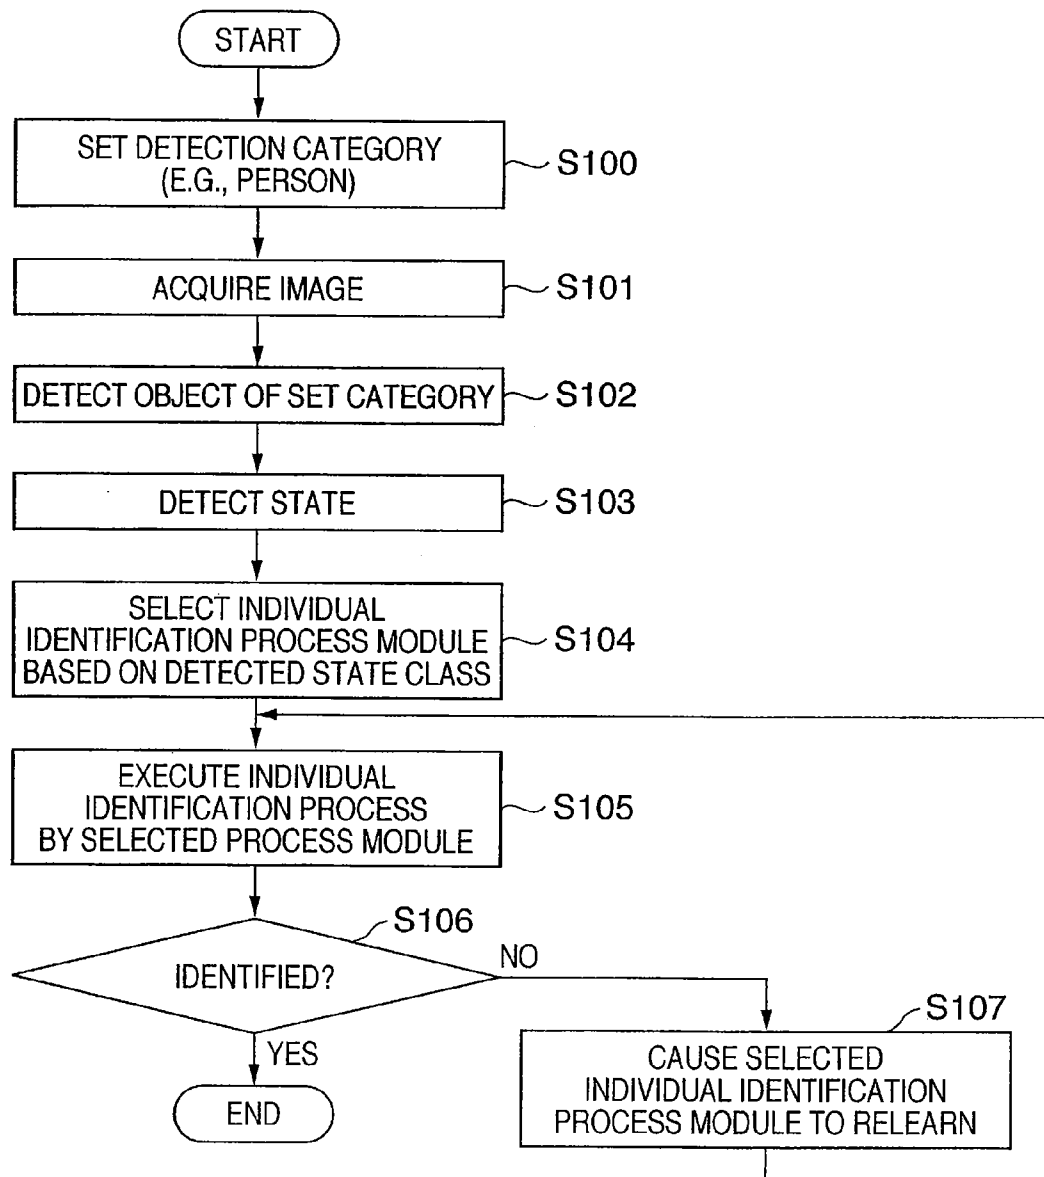 START
SET DETECTION CATEGORY
(E.G., PERSON)
S100
ACQUIRE IMAGE
S101
DETECT OBJECT OF SET CATEGORY
S102
DETECT STATE
S103
SELECT INDIVIDUAL
IDENTIFICATION PROCESS MODULE
BASED ON DETECTED STATE CLASS
S104
EXECUTE INDIVIDUAL
IDENTIFICATION PROCESS
BY SELECTED PROCESS MODULE
S105
S106
IDENTIFIED?
NO
YES
END
S107
CAUSE SELECTED
INDIVIDUAL IDENTIFICATION
PROCESS MODULE TO RELEARN